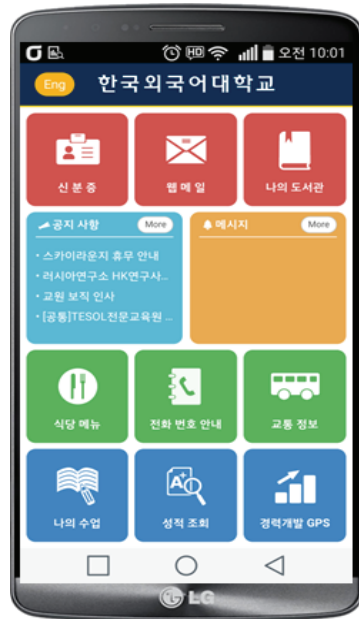 오전 10:01
Eng 한국외국어대학교
신분증
웹메일
나의 도서관
공지 사항 More
• 스카이라운지 휴무 안내
• 러시아연구소 HK연구사...
• 교원 보직 인사
• [공통]TESOL전문교육원 ...
메시지 More
식당 메뉴
전화 번호 안내
교통 정보
나의 수업
A+ 성적 조회
경력개발 GPS
LG